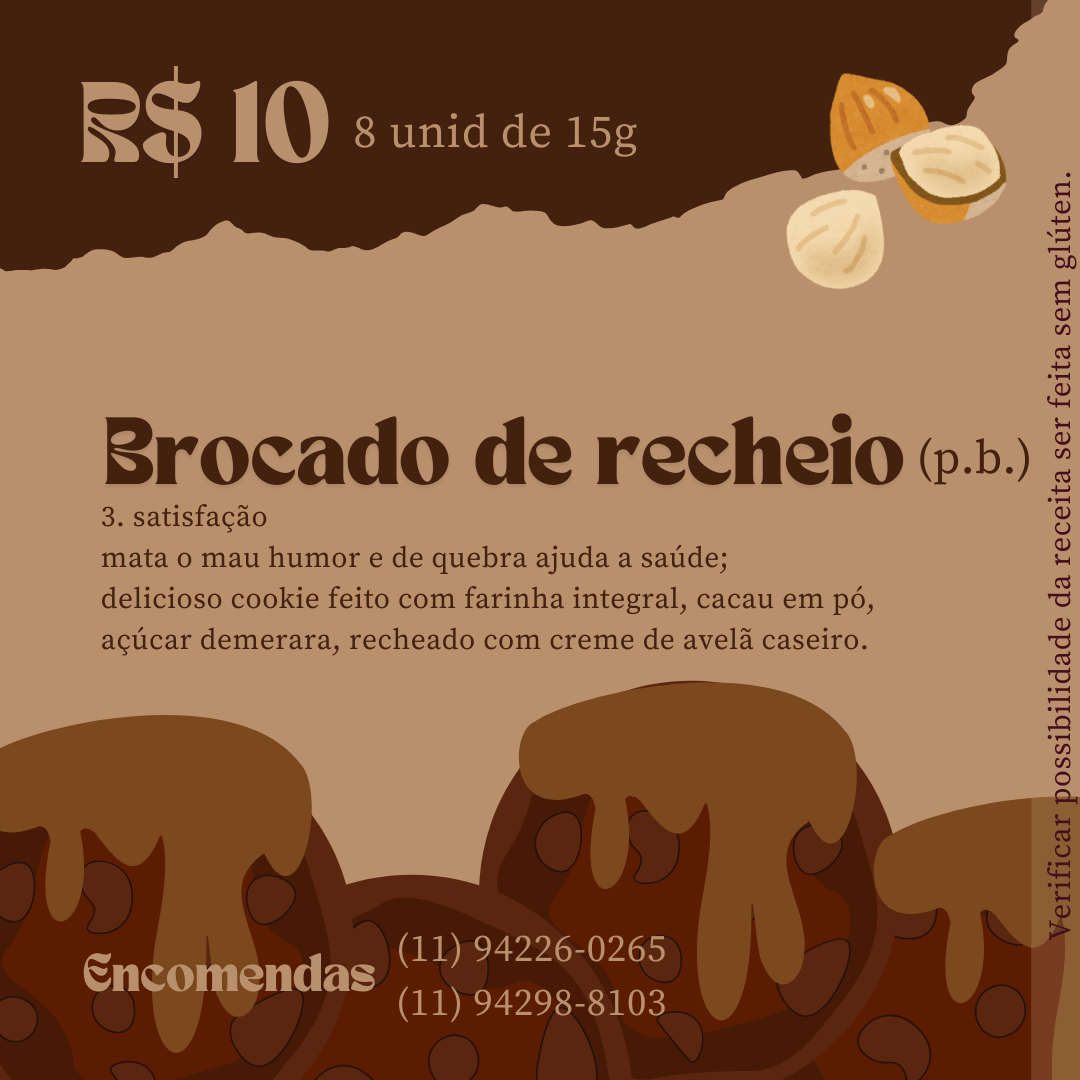 R$ 10 8 unid de 15g
Brocado de recheio (p.b.)
3. satisfação
mata o mau humor e de quebra ajuda a saúde;
delicioso cookie feito com farinha integral, cacau em pó,
açúcar demerara, recheado com creme de avelã caseiro.
Verificar possibilidade da receita ser feita sem glúten.
Encomendas
(11) 94226-0265
(11) 94298-8103